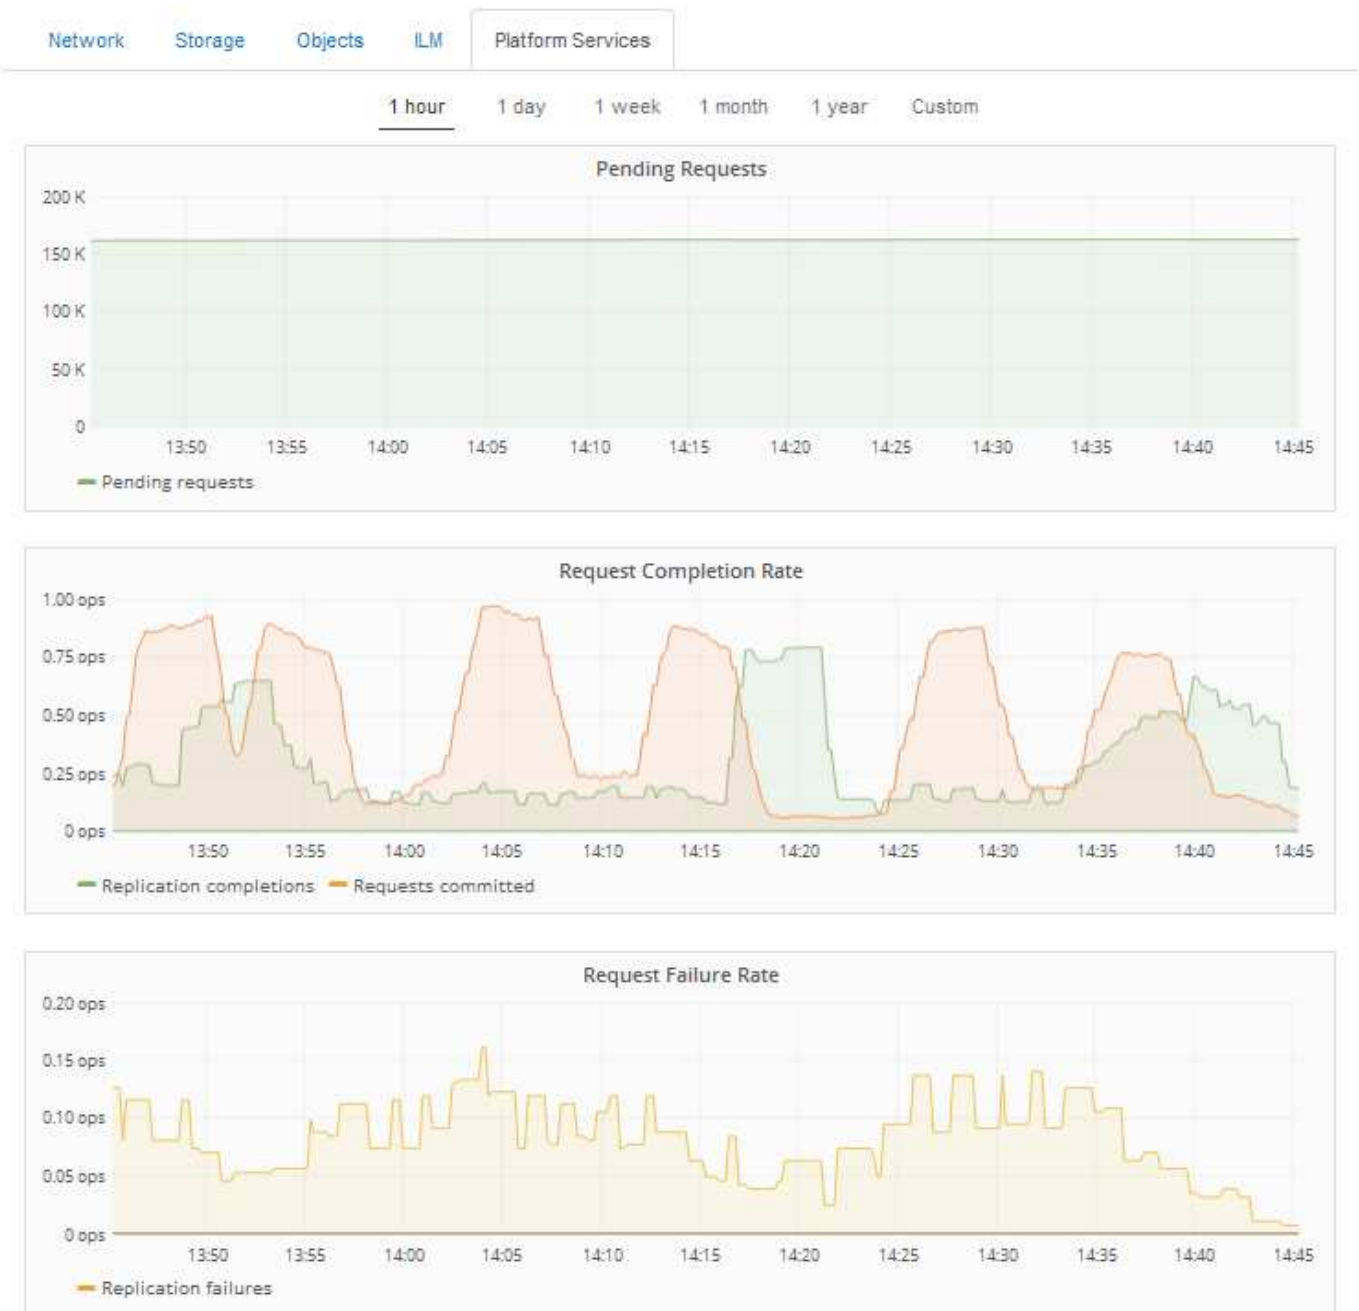 Network Storage Objects ILM Platform Services
1 hour 1 day 1 week 1 month 1 year Custom
Pending Requests
200 K
150 K
100 K
50 K
0
13:50 13:55 14:00 14:05 14:10 14:15 14:20 14:25 14:30 14:35 14:40 14:45
Pending requests
Request Completion Rate
1.00 ops
0.75 ops
0.50 ops
0.25 ops
0 ops
13:50 13:55 14:00 14:05 14:10 14:15 14:20 14:25 14:30 14:35 14:40 14:45
Replication completions Requests committed
Request Failure Rate
0.20 ops
0.15 ops
0.10 ops
0.05 ops
0 ops
13:50 13:55 14:00 14:05 14:10 14:15 14:20 14:25 14:30 14:35 14:40 14:45
Replication failures